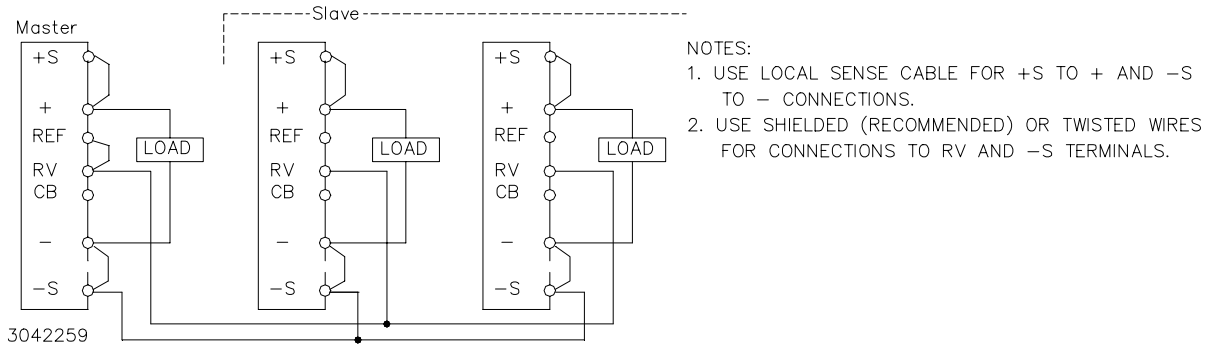 Slave
Master
+S
+
REF
RV
CB
−
−S
LOAD
+S
+
REF
RV
CB
−
−S
LOAD
+S
+
REF
RV
CB
−
−S
LOAD
NOTES:
1. USE LOCAL SENSE CABLE FOR +S TO + AND −S
TO − CONNECTIONS.
2. USE SHIELDED (RECOMMENDED) OR TWISTED WIRES
FOR CONNECTIONS TO RV AND −S TERMINALS.
3042259